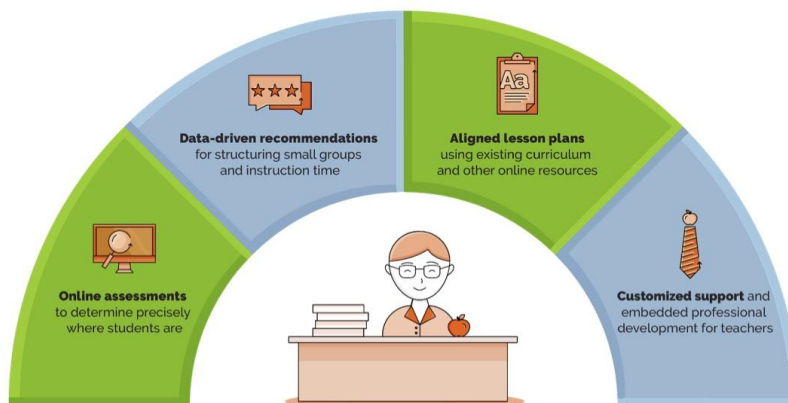 Online assessments
to determine precisely
where students are
Data-driven recommendations
for structuring small groups
and instruction time
Aa
Aligned lesson plans
using existing curriculum
and other online resources
Customized support and
embedded professional
development for teachers